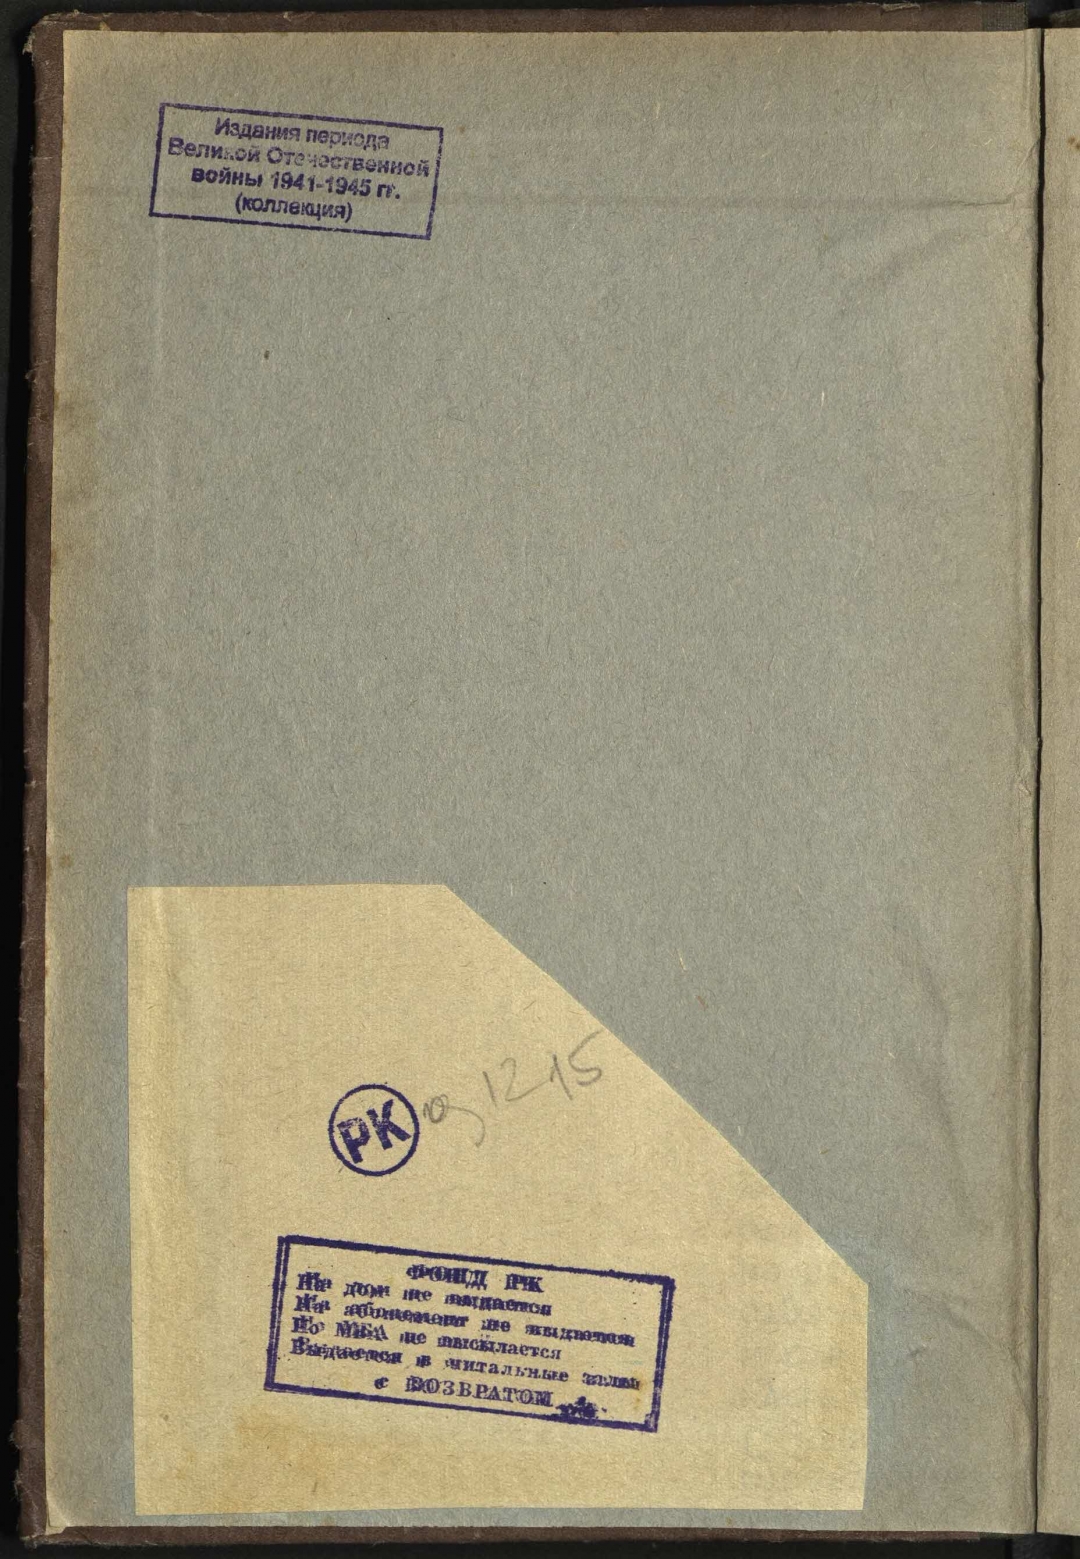 Издания периода
Великой Отечественной
войны 1941-1945 гг.
(коллекция)
РК 1215
ФОНД РК
На дом не выдается
На абонемент не выдается
По МБА не высылается
Выдается в читальные залы
с ВОЗВРАТОМ